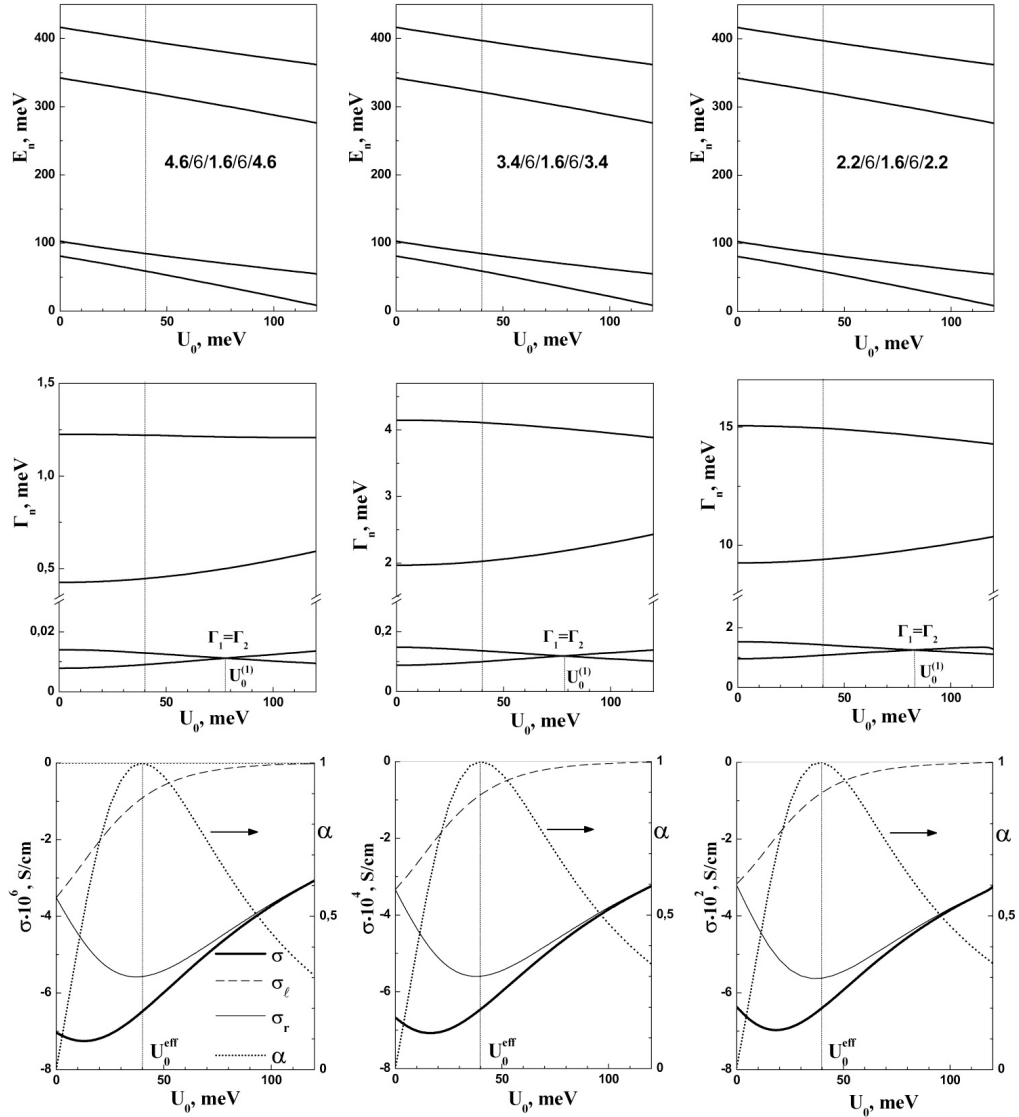 400
300
200
100
0
E_n, meV
4.6/6/1.6/6/4.6
0 50 100
U_0, meV
400
300
200
100
0
E_n, meV
3.4/6/1.6/6/3.4
0 50 100
U_0, meV
400
300
200
100
0
E_n, meV
2.2/6/1.6/6/2.2
0 50 100
U_0, meV
1,5
1,0
0,5
0,02
0
Γ_n, meV
Γ_1=Γ_2
U_0^(1)
0 50 100
U_0, meV
4
2
0,2
0
Γ_n, meV
Γ_1=Γ_2
U_0^(1)
0 50 100
U_0, meV
15
10
2
0
Γ_n, meV
Γ_1=Γ_2
U_0^(1)
0 50 100
U_0, meV
0
-2
-4
-6
-8
σ·10^6, S/cm
1
α
0,5
0
σ
σ_ℓ
σ_r
α
U_0^eff
0 50 100
U_0, meV
0
-2
-4
-6
-8
σ·10^4, S/cm
1
α
0,5
0
U_0^eff
0 50 100
U_0, meV
0
-2
-4
-6
-8
σ·10^2, S/cm
1
α
0,5
0
U_0^eff
0 50 100
U_0, meV